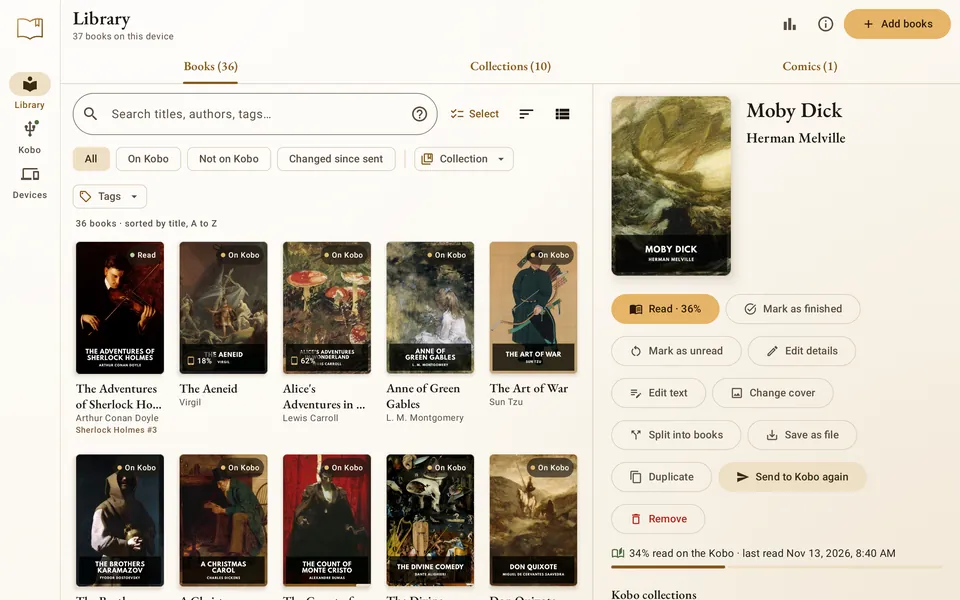 Library
37 books on this device
Add books
Library
Kobo
Devices
Books (36)
Collections (10)
Comics (1)
Search titles, authors, tags...
Select
All
On Kobo
Not on Kobo
Changed since sent
Collection
Tags
36 books · sorted by title, A to Z
Read
THE ADVENTURES OF
SHERLOCK HOLMES
ARTHUR CONAN DOYLE
The Adventures
of Sherlock Ho...
Arthur Conan Doyle
Sherlock Holmes #3
On Kobo
THE AENEID
VIRGIL
18%
The Aeneid
Virgil
On Kobo
ALICE'S ADVENTURES
62%
Alice's
Adventures in ...
Lewis Carroll
On Kobo
ANNE OF
GREEN GABLES
L. M. MONTGOMERY
Anne of Green
Gables
L. M. Montgomery
On Kobo
THE ART OF WAR
SUN TZU
The Art of War
Sun Tzu
On Kobo
THE BROTHERS
KARAMAZOV
FYODOR DOSTOEVSKY
On Kobo
A CHRISTMAS
CAROL
CHARLES DICKENS
On Kobo
THE COUNT OF
MONTE CRISTO
ALEXANDRE DUMAS
On Kobo
THE DIVINE COMEDY
DANTE ALIGHIERI
On Kobo
DON QUIXOTE
MIGUEL DE CERVANTES SAAVEDRA
MOBY DICK
HERMAN MELVILLE
Moby Dick
Herman Melville
Read · 36%
Mark as finished
Mark as unread
Edit details
Edit text
Change cover
Split into books
Save as file
Duplicate
Send to Kobo again
Remove
34% read on the Kobo · last read Nov 13, 2026, 8:40 AM
Kobo collections